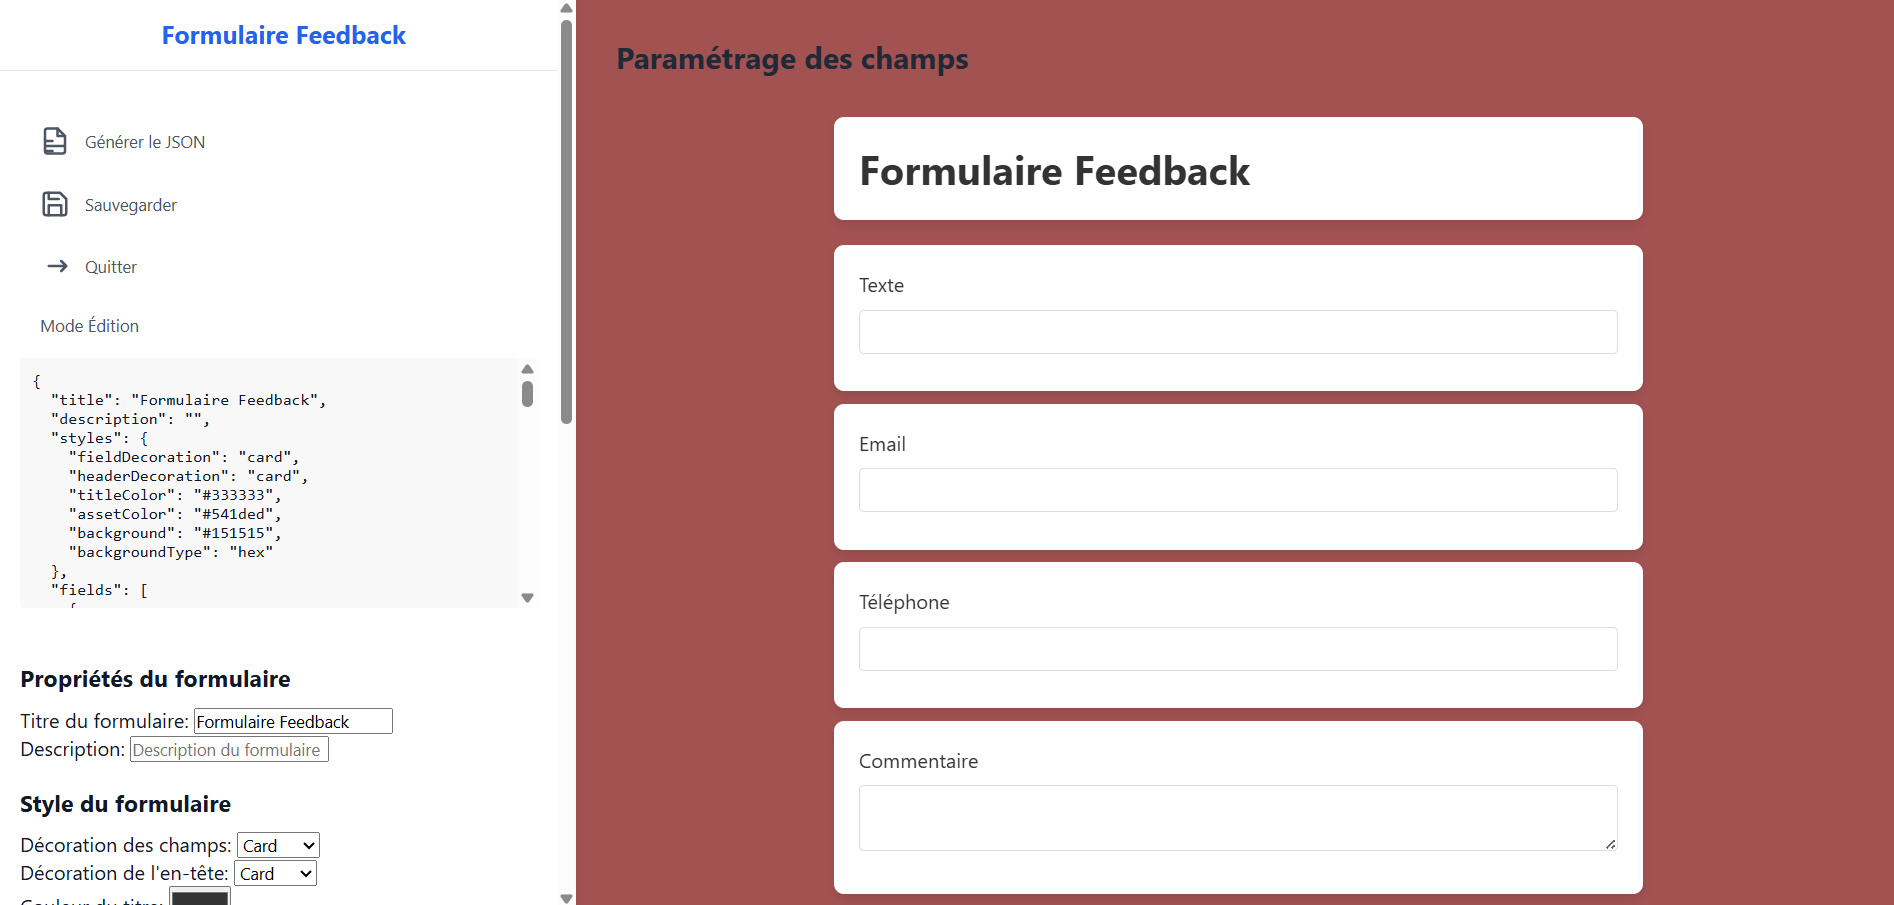 Formulaire Feedback
Générer le JSON
Sauvegarder
Quitter
Mode Édition
{
  "title": "Formulaire Feedback",
  "description": "",
  "styles": {
    "fieldDecoration": "card",
    "headerDecoration": "card",
    "titleColor": "#333333",
    "assetColor": "#541ded",
    "background": "#151515",
    "backgroundType": "hex"
  },
  "fields": [
    {
Propriétés du formulaire
Titre du formulaire: Formulaire Feedback
Description: Description du formulaire
Style du formulaire
Décoration des champs: Card
Décoration de l'en-tête: Card
Couleur du titre:
Paramétrage des champs
Formulaire Feedback
Texte
Email
Téléphone
Commentaire